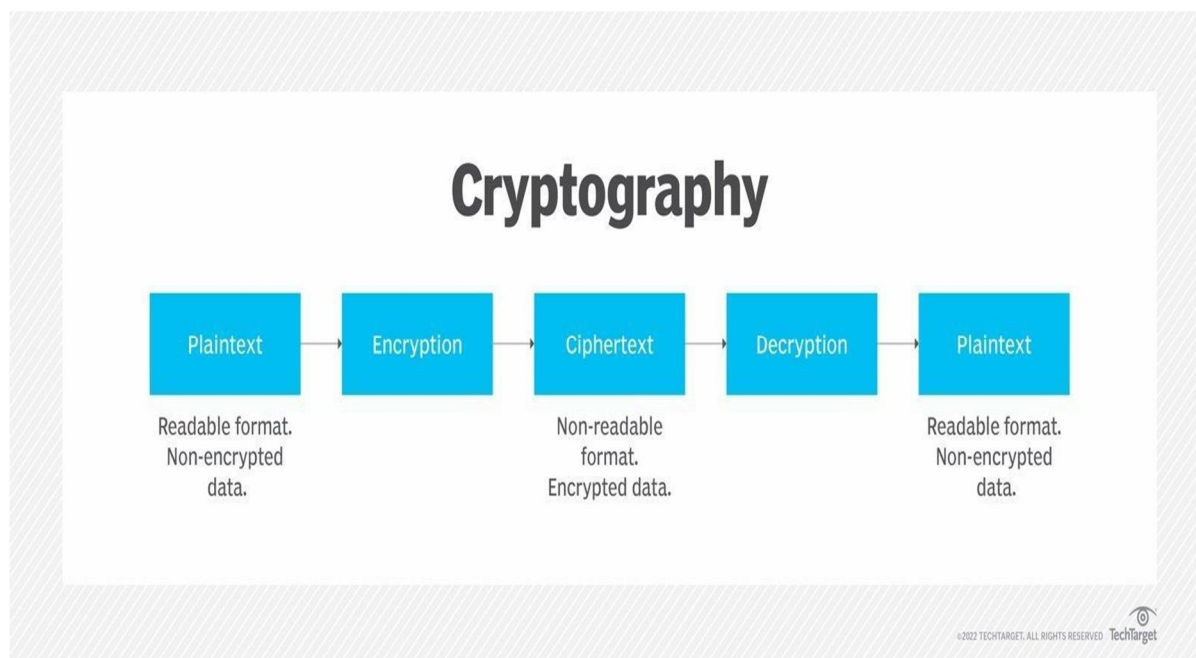 Cryptography
Plaintext
Encryption
Ciphertext
Decryption
Plaintext
Readable format.
Non-encrypted
data.
Non-readable
format.
Encrypted data.
Readable format.
Non-encrypted
data.
©2022 TECHTARGET. ALL RIGHTS RESERVED TechTarget